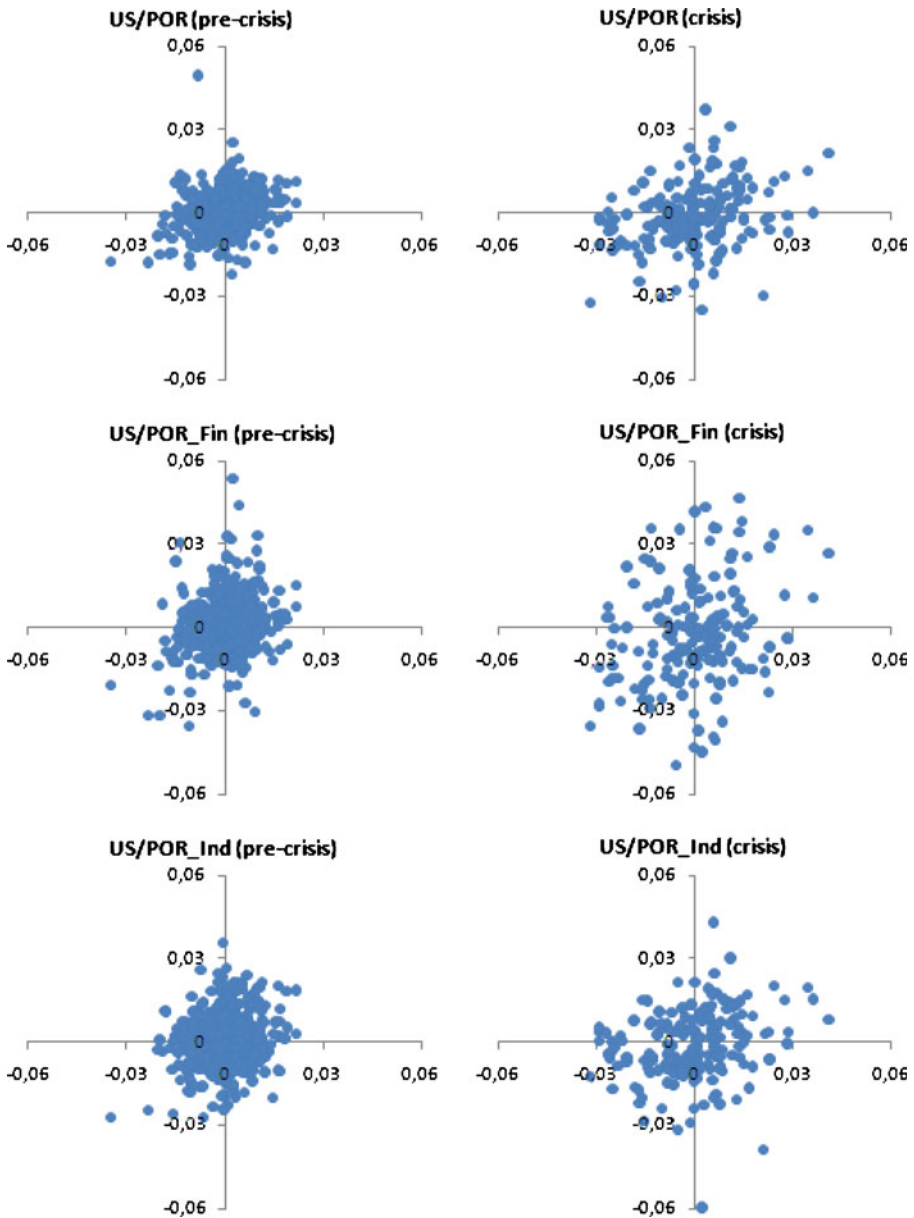 US/POR (pre-crisis)
0,06
0,03
0
-0,06 -0,03 0 0,03 0,06
-0,03
-0,06
US/POR (crisis)
0,06
0,03
0
-0,06 -0,03 0 0,03 0,06
-0,03
-0,06
US/POR_Fin (pre-crisis)
0,06
0,03
0
-0,06 -0,03 0 0,03 0,06
-0,03
-0,06
US/POR_Fin (crisis)
0,06
0,03
0
-0,06 -0,03 0 0,03 0,06
-0,03
-0,06
US/POR_Ind (pre-crisis)
0,06
0,03
0
-0,06 -0,03 0 0,03 0,06
-0,03
-0,06
US/POR_Ind (crisis)
0,06
0,03
0
-0,06 -0,03 0 0,03 0,06
-0,03
-0,06